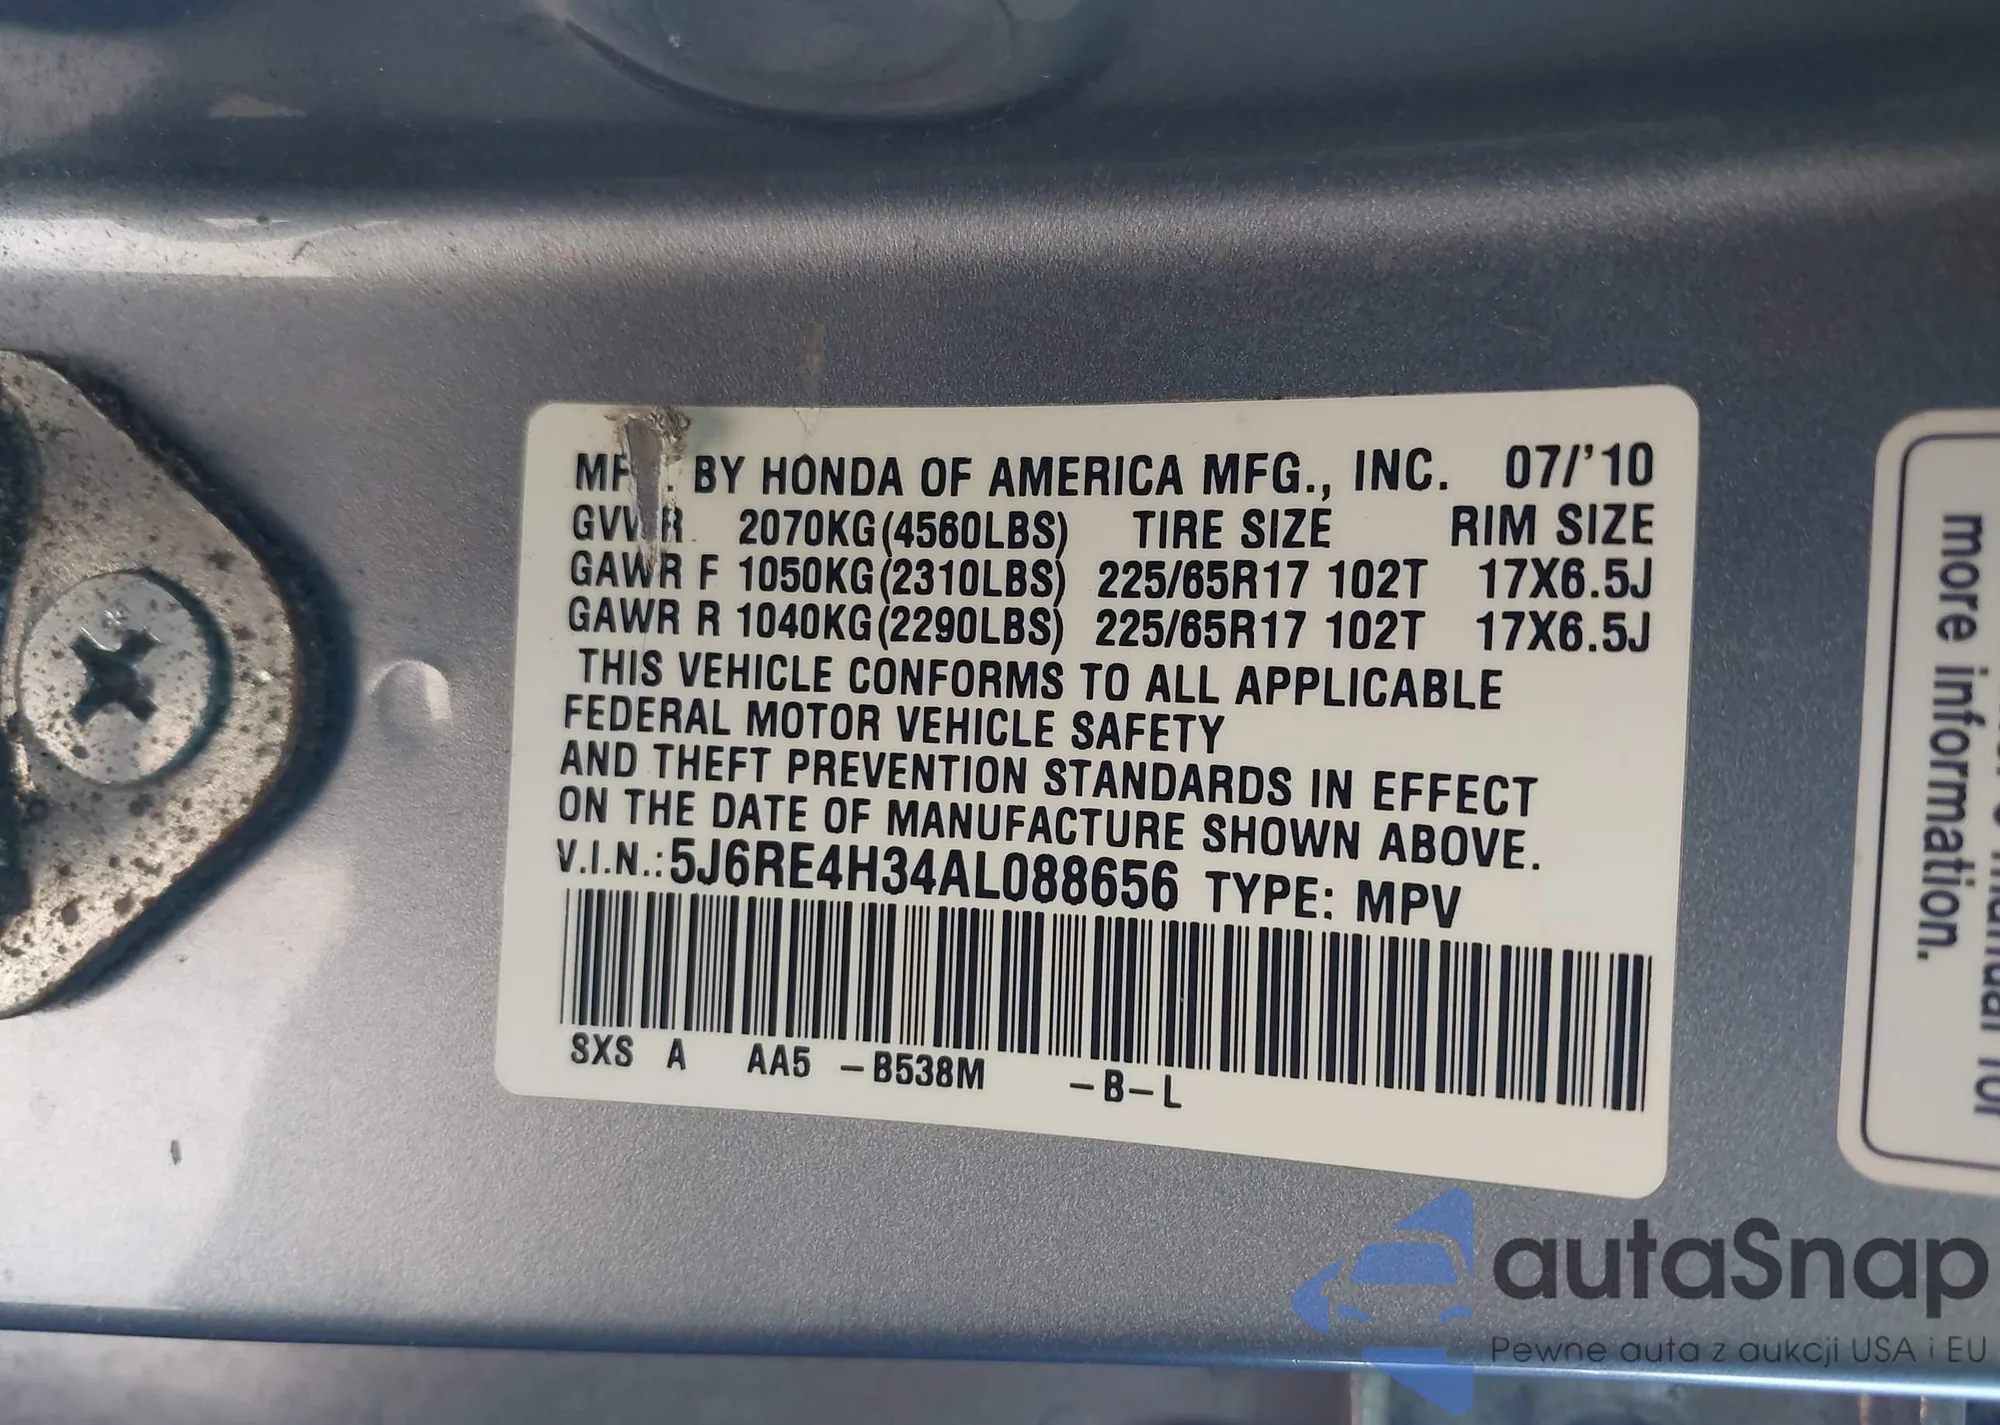 MF . BY HONDA OF AMERICA MFG., INC. 07/'10
GVWR 2070KG(4560LBS) TIRE SIZE RIM SIZE
GAWR F 1050KG(2310LBS) 225/65R17 102T 17X6.5J
GAWR R 1040KG(2290LBS) 225/65R17 102T 17X6.5J
THIS VEHICLE CONFORMS TO ALL APPLICABLE
FEDERAL MOTOR VEHICLE SAFETY
AND THEFT PREVENTION STANDARDS IN EFFECT
ON THE DATE OF MANUFACTURE SHOWN ABOVE.
V.I.N.: 5J6RE4H34AL088656 TYPE: MPV
SXS A AA5 -B538M -B-L
manual for
more information.
autaSnap
Pewne auta z aukcji USA i EU